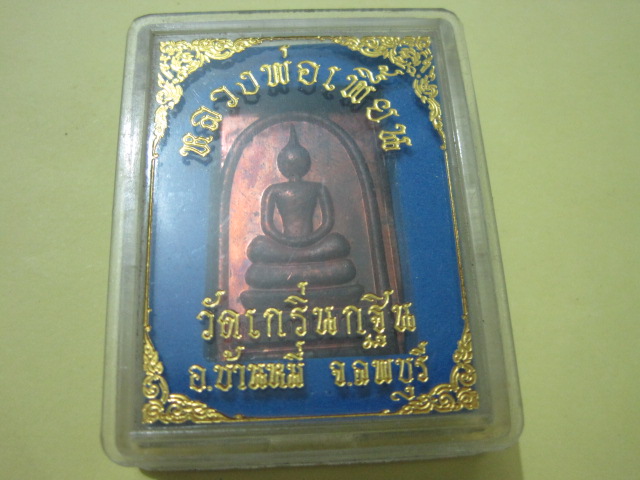 หลวงพ่อเพี้ยน
วัดเกริ่นกฐิน
อ.บ้านหมี่ จ.ลพบุรี